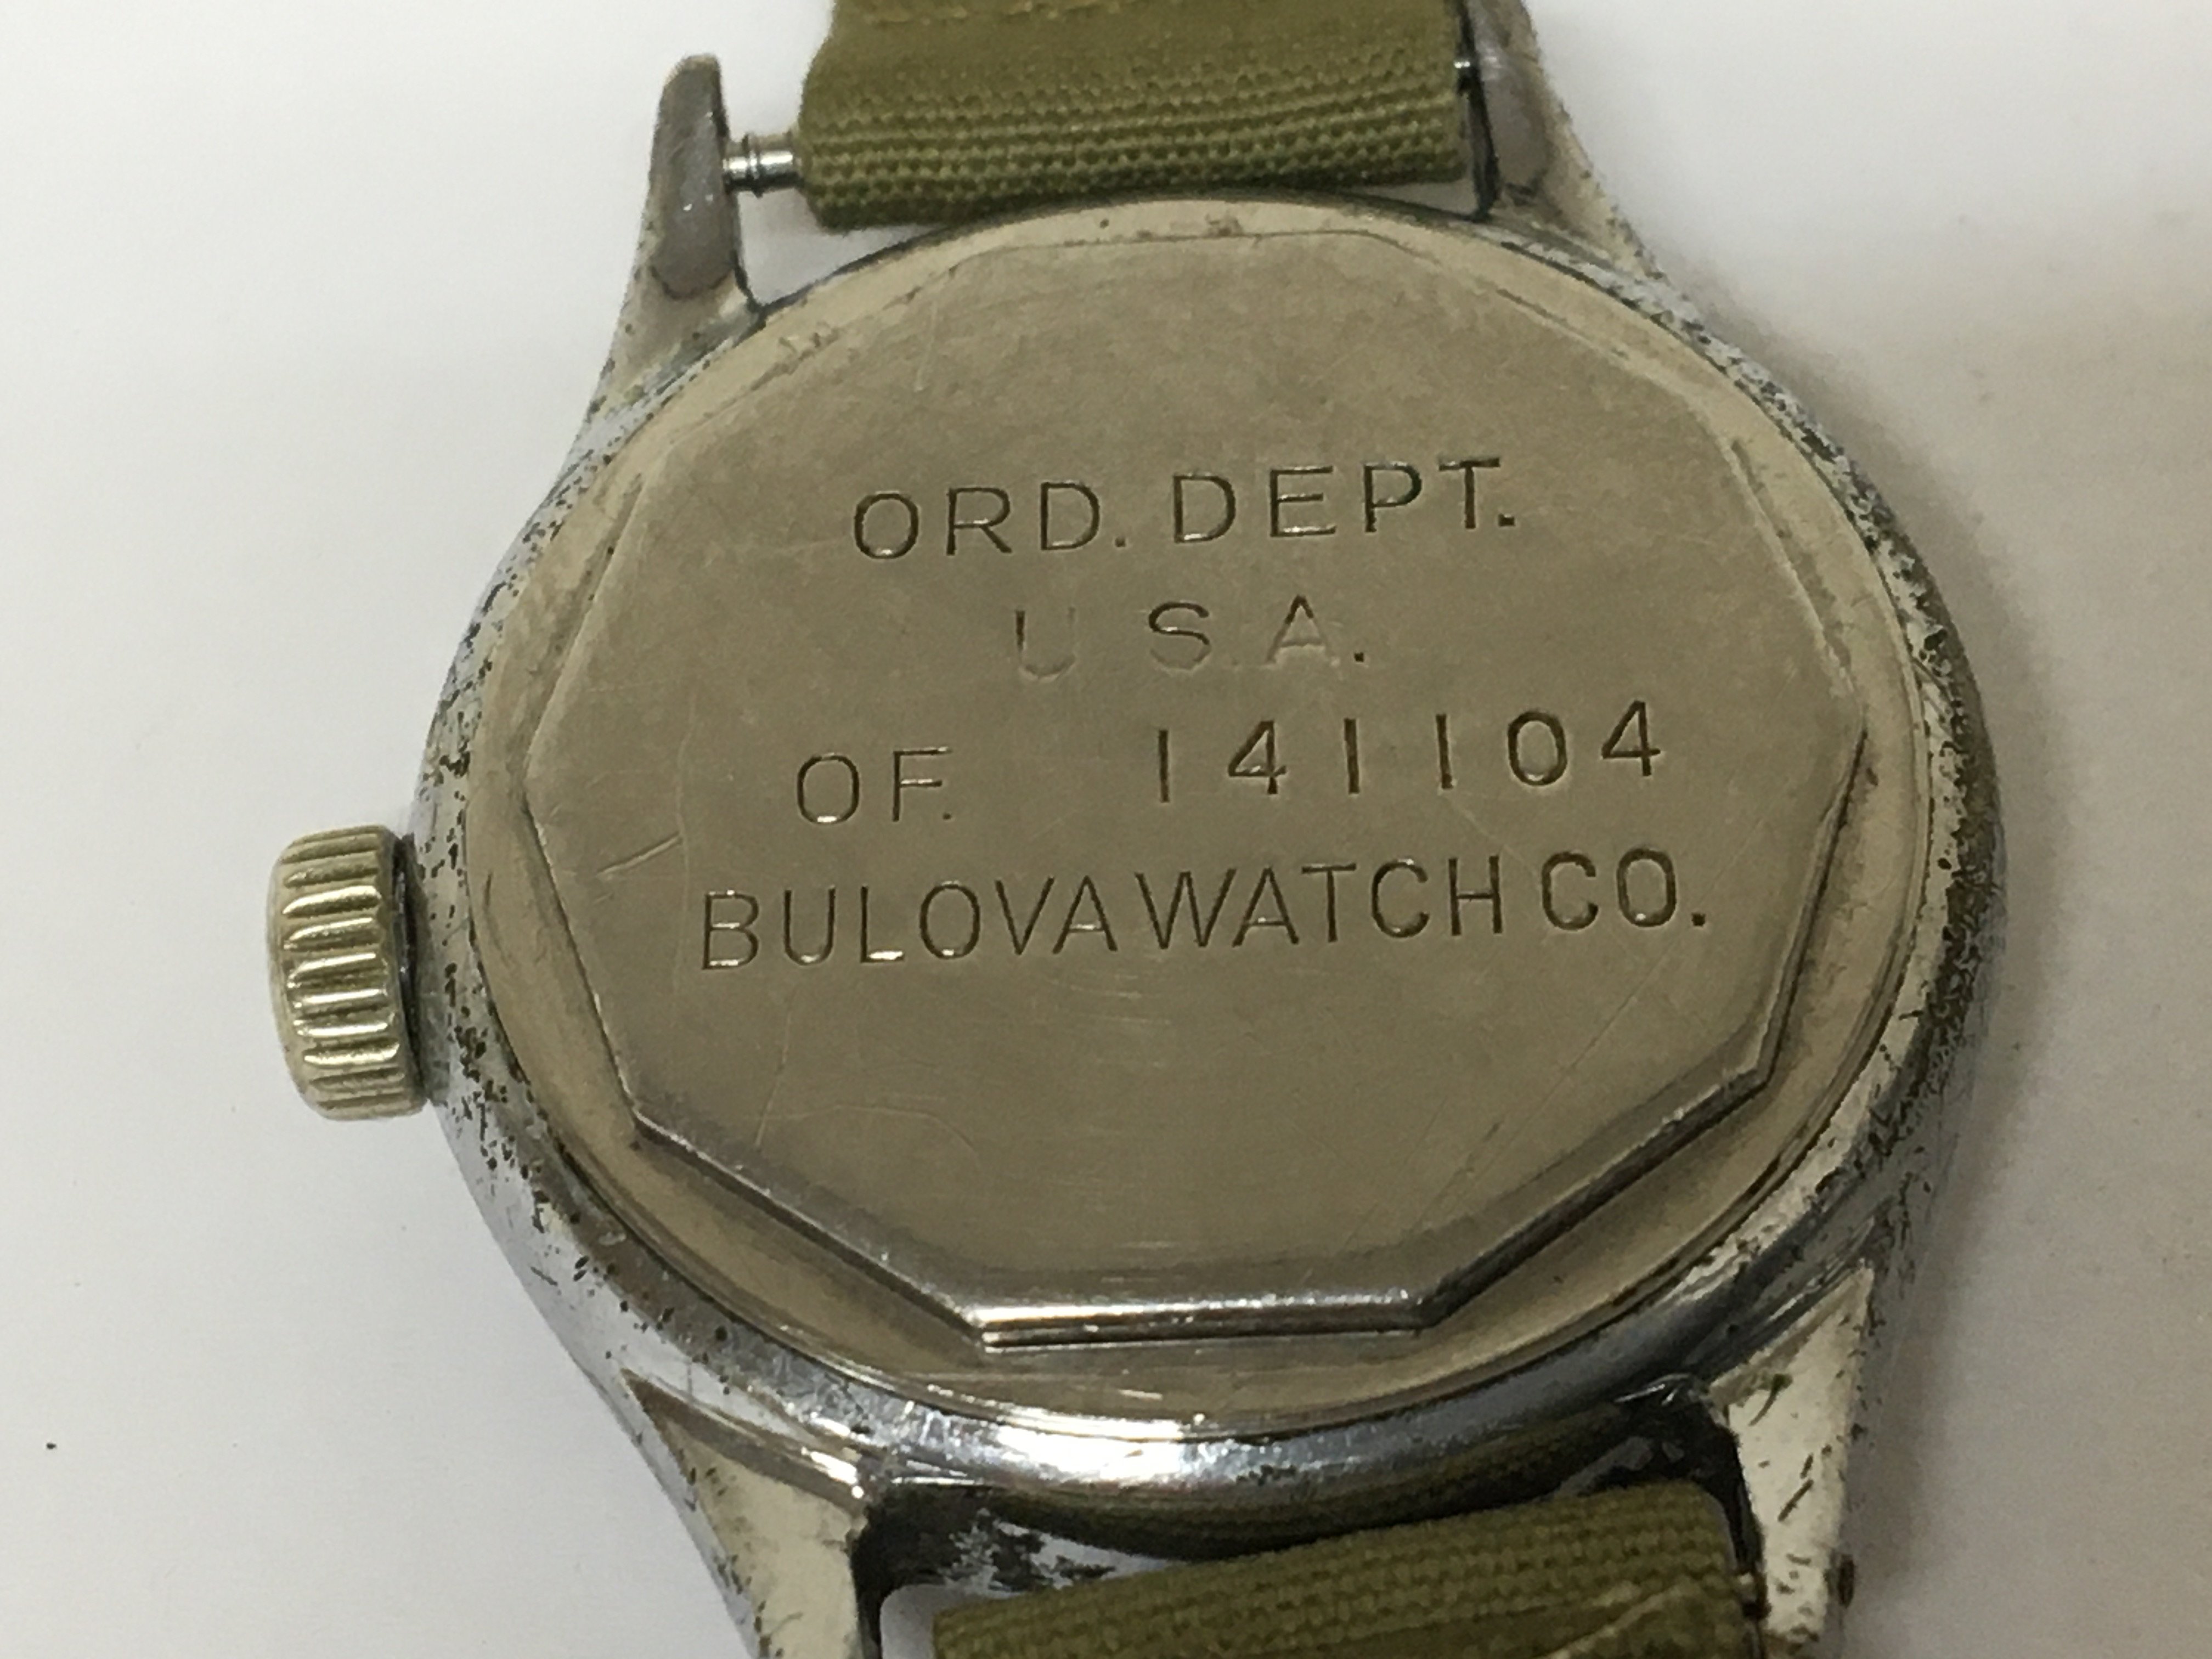 ORD. DEPT.
U S.A.
OF. 141104
BULOVA WATCH CO.